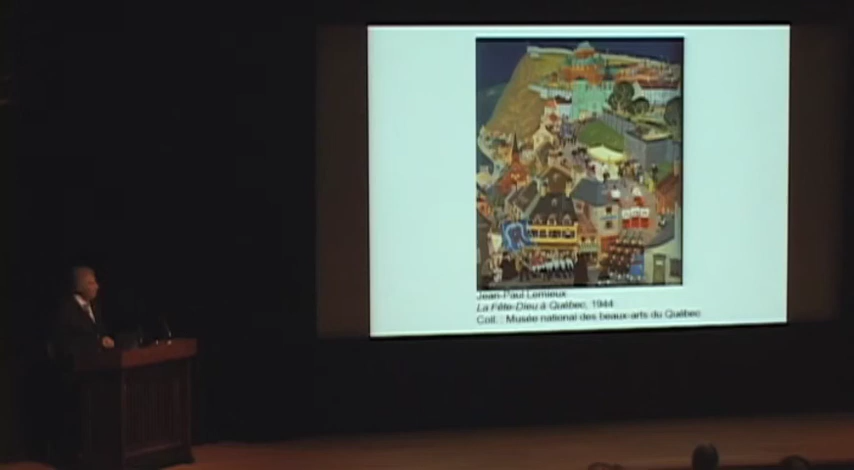 Jean-Paul Lemieux
La Fête-Dieu à Québec, 1944
Coll. : Musée national des beaux-arts du Québec